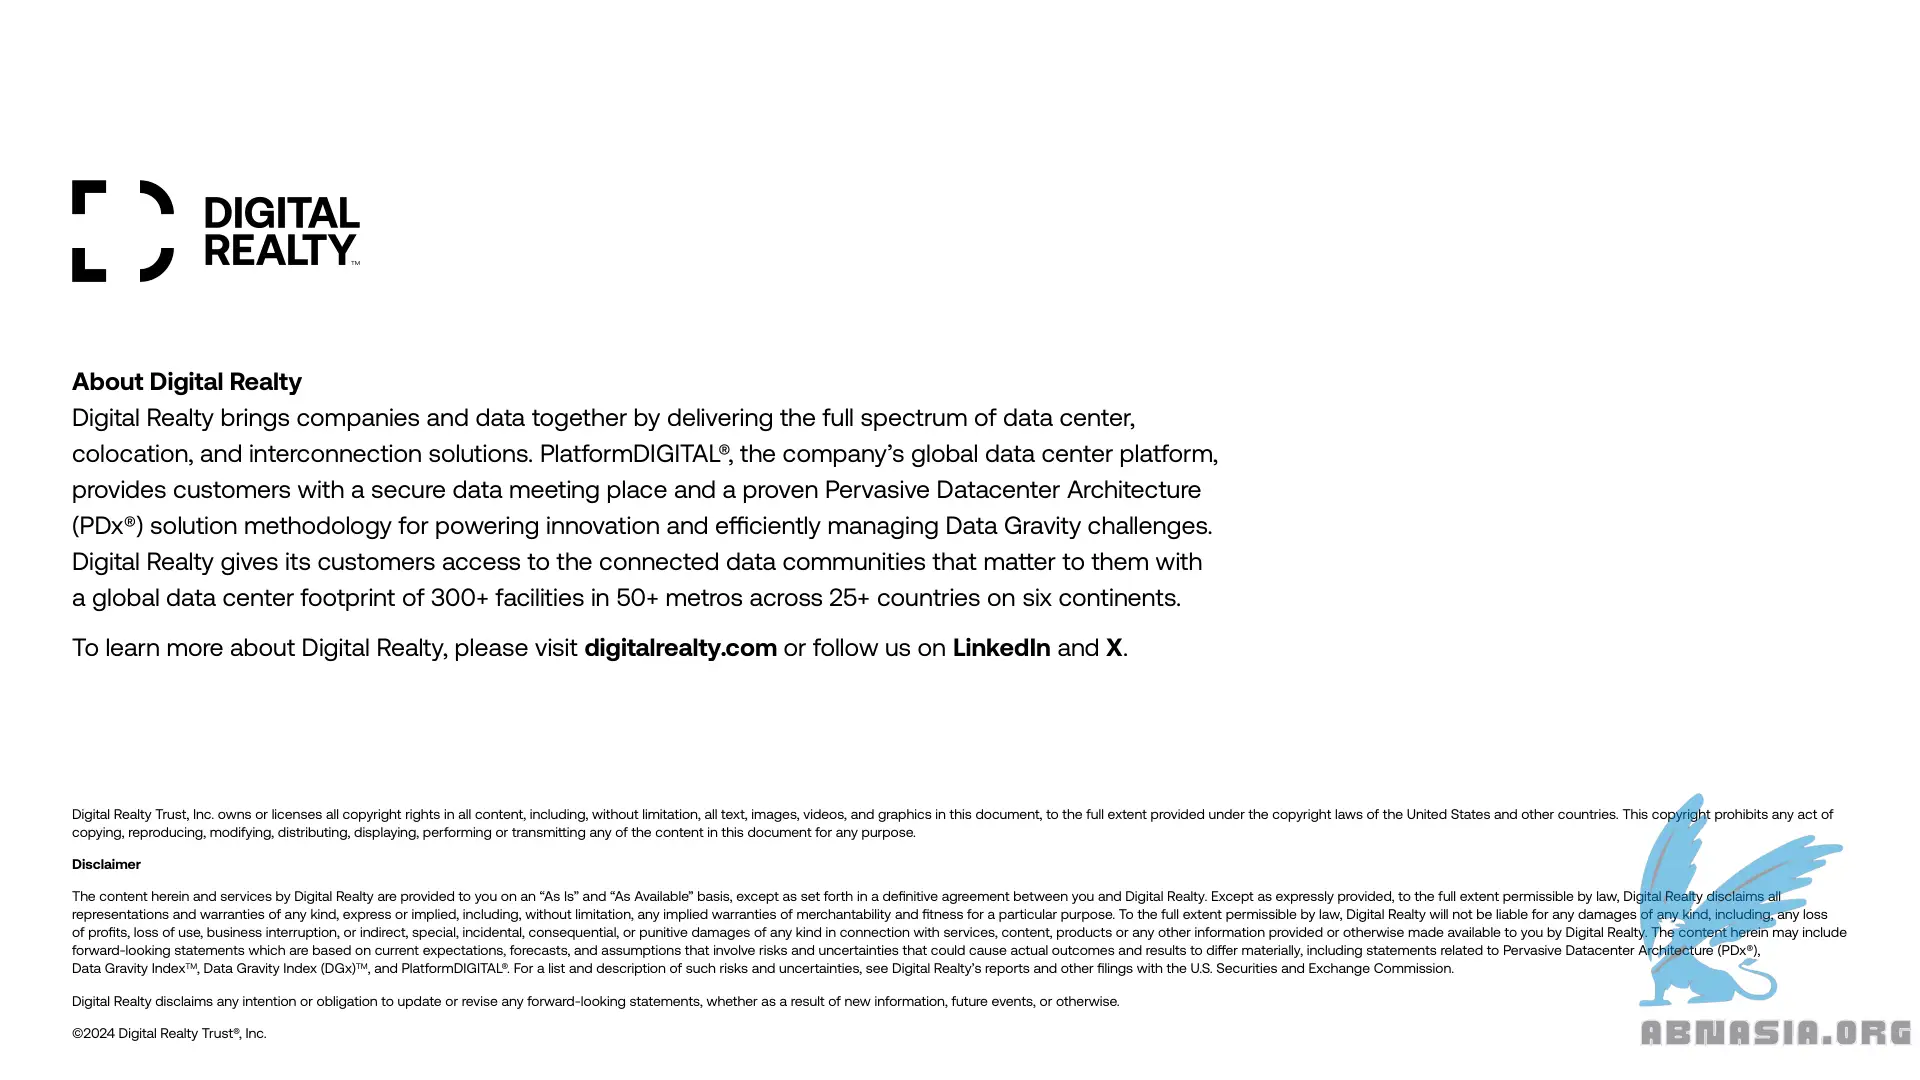 DIGITAL
REALTY™
About Digital Realty
Digital Realty brings companies and data together by delivering the full spectrum of data center,
colocation, and interconnection solutions. PlatformDIGITAL®, the company’s global data center platform,
provides customers with a secure data meeting place and a proven Pervasive Datacenter Architecture
(PDx®) solution methodology for powering innovation and efficiently managing Data Gravity challenges.
Digital Realty gives its customers access to the connected data communities that matter to them with
a global data center footprint of 300+ facilities in 50+ metros across 25+ countries on six continents.
To learn more about Digital Realty, please visit digitalrealty.com or follow us on LinkedIn and X.
Digital Realty Trust, Inc. owns or licenses all copyright rights in all content, including, without limitation, all text, images, videos, and graphics in this document, to the full extent provided under the copyright laws of the United States and other countries. This copyright prohibits any act of
copying, reproducing, modifying, distributing, displaying, performing or transmitting any of the content in this document for any purpose.
Disclaimer
The content herein and services by Digital Realty are provided to you on an “As Is” and “As Available” basis, except as set forth in a definitive agreement between you and Digital Realty. Except as expressly provided, to the full extent permissible by law, Digital Realty disclaims all
representations and warranties of any kind, express or implied, including, without limitation, any implied warranties of merchantability and fitness for a particular purpose. To the full extent permissible by law, Digital Realty will not be liable for any damages of any kind, including, any loss
of profits, loss of use, business interruption, or indirect, special, incidental, consequential, or punitive damages of any kind in connection with services, content, products or any other information provided or otherwise made available to you by Digital Realty. The content herein may include
forward-looking statements which are based on current expectations, forecasts, and assumptions that involve risks and uncertainties that could cause actual outcomes and results to differ materially, including statements related to Pervasive Datacenter Architecture (PDx®),
Data Gravity Index™, Data Gravity Index (DGx)™, and PlatformDIGITAL®. For a list and description of such risks and uncertainties, see Digital Realty’s reports and other filings with the U.S. Securities and Exchange Commission.
Digital Realty disclaims any intention or obligation to update or revise any forward-looking statements, whether as a result of new information, future events, or otherwise.
©2024 Digital Realty Trust®, Inc.
ABNASIA.ORG